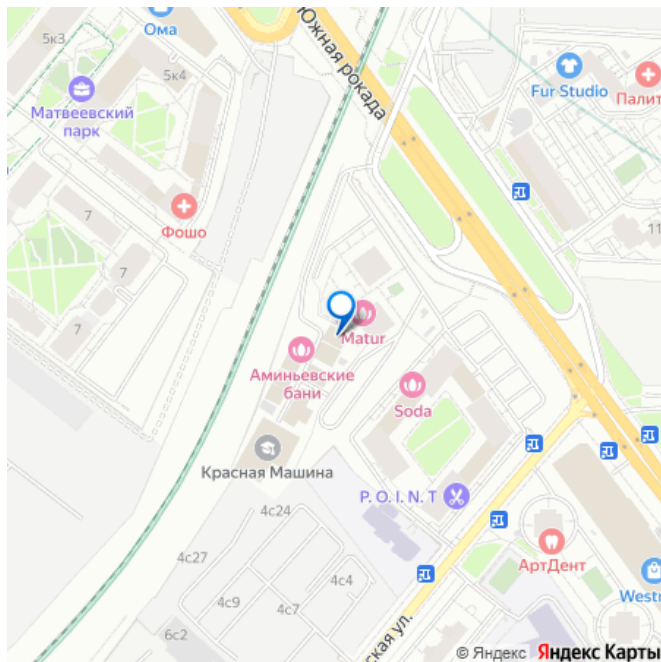 5к3
Ома
Южная рокада
5к4
Fur Studio
Палит
Матвеевский
парк
Фошо
7
11
7
7
Matur
Аминьевские
бани
Soda
Красная Машина
P. O. I. N. T
4с24
4с27
4с4
АртДент
4с9
4с7
Westm
6с2
ская ул.
© Яндекс Яндекс Карты